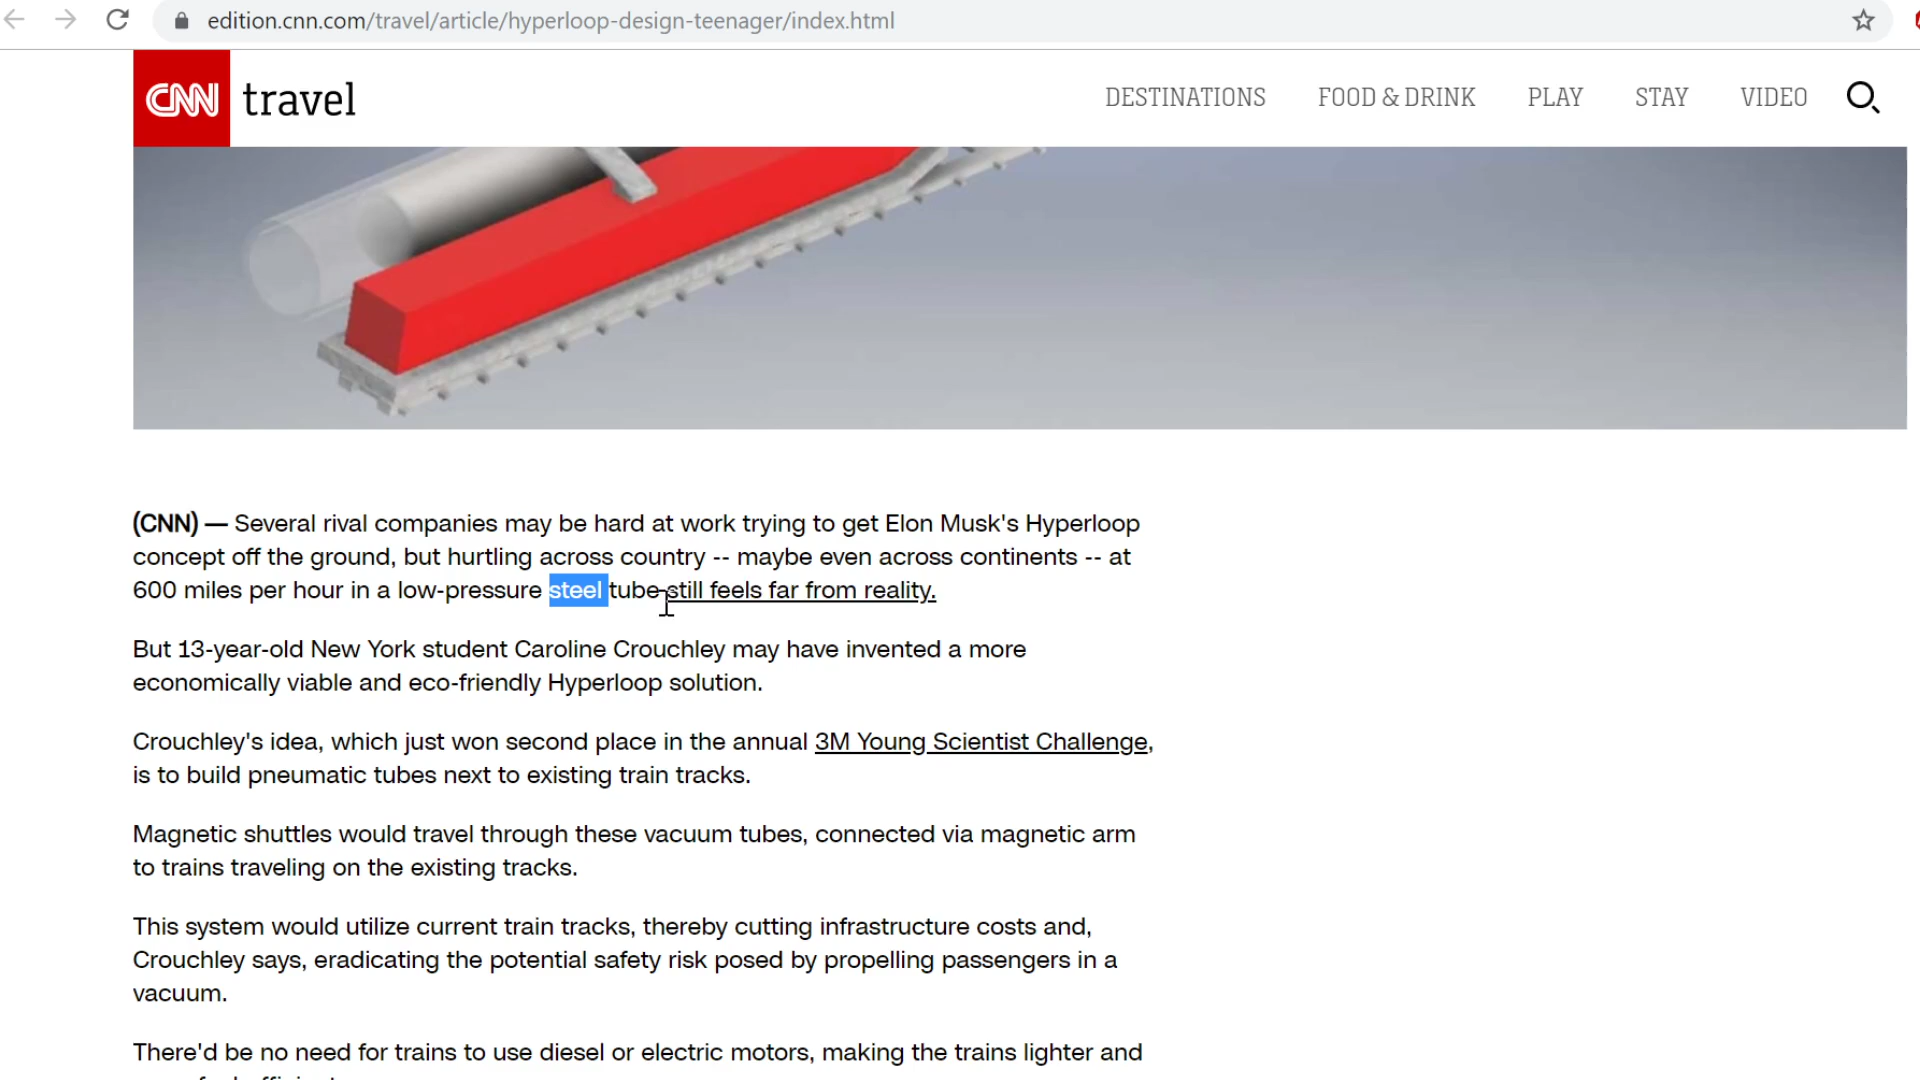 edition.cnn.com/travel/article/hyperloop-design-teenager/index.html
CNN travel DESTINATIONS FOOD & DRINK PLAY STAY VIDEO
(CNN) — Several rival companies may be hard at work trying to get Elon Musk's Hyperloop
concept off the ground, but hurtling across country -- maybe even across continents -- at
600 miles per hour in a low-pressure steel tube still feels far from reality.
But 13-year-old New York student Caroline Crouchley may have invented a more
economically viable and eco-friendly Hyperloop solution.
Crouchley's idea, which just won second place in the annual 3M Young Scientist Challenge,
is to build pneumatic tubes next to existing train tracks.
Magnetic shuttles would travel through these vacuum tubes, connected via magnetic arm
to trains traveling on the existing tracks.
This system would utilize current train tracks, thereby cutting infrastructure costs and,
Crouchley says, eradicating the potential safety risk posed by propelling passengers in a
vacuum.
There'd be no need for trains to use diesel or electric motors, making the trains lighter and